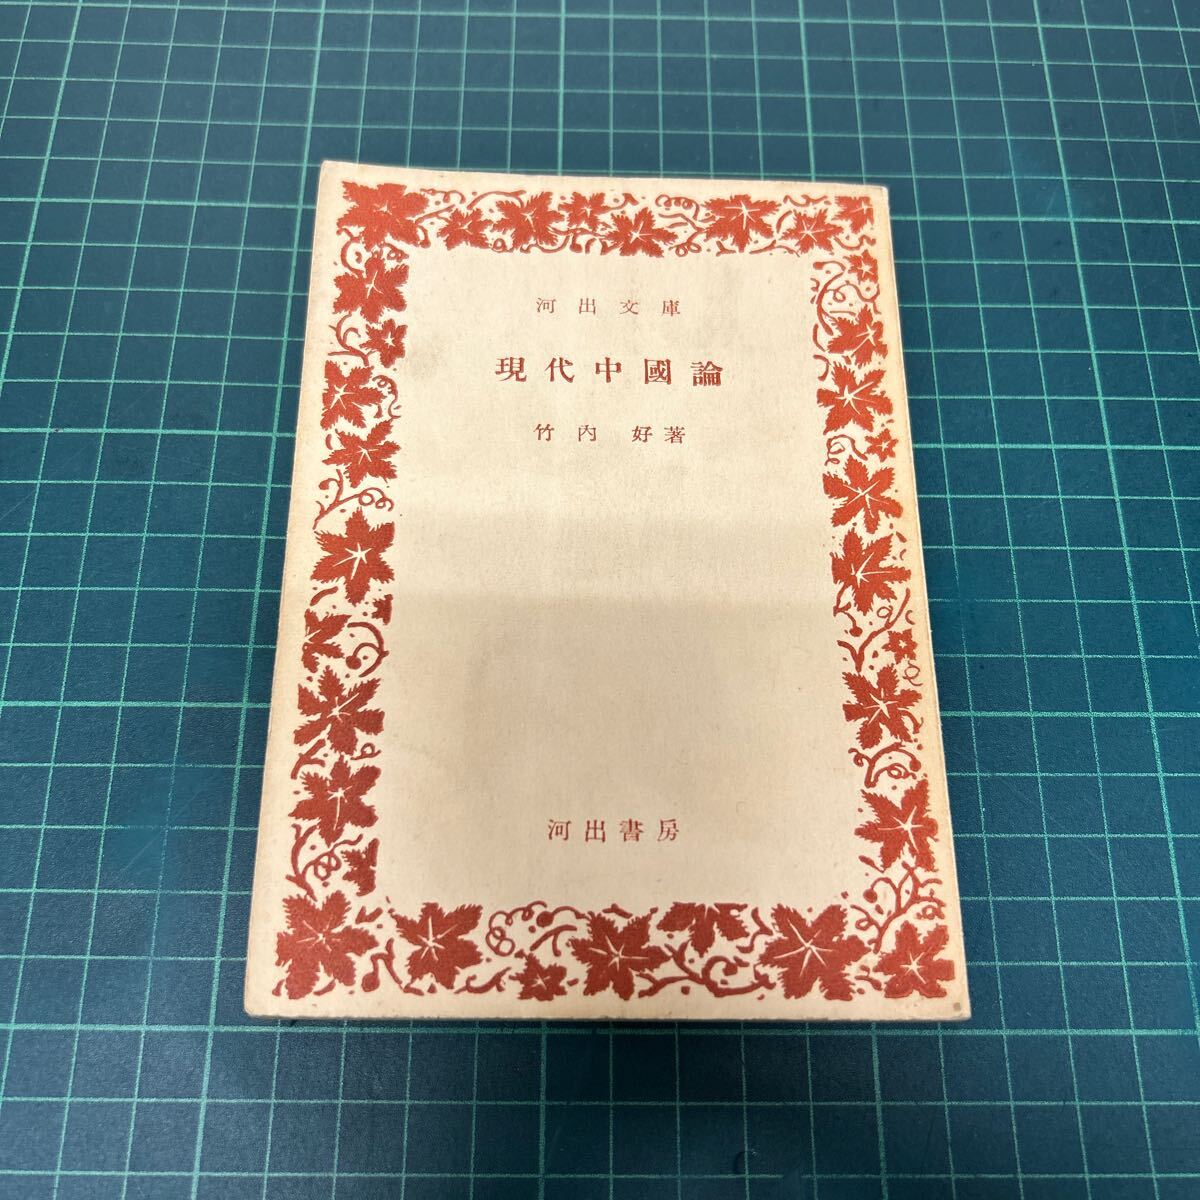 河出文庫
現代中國論
竹内 好著
河出書房